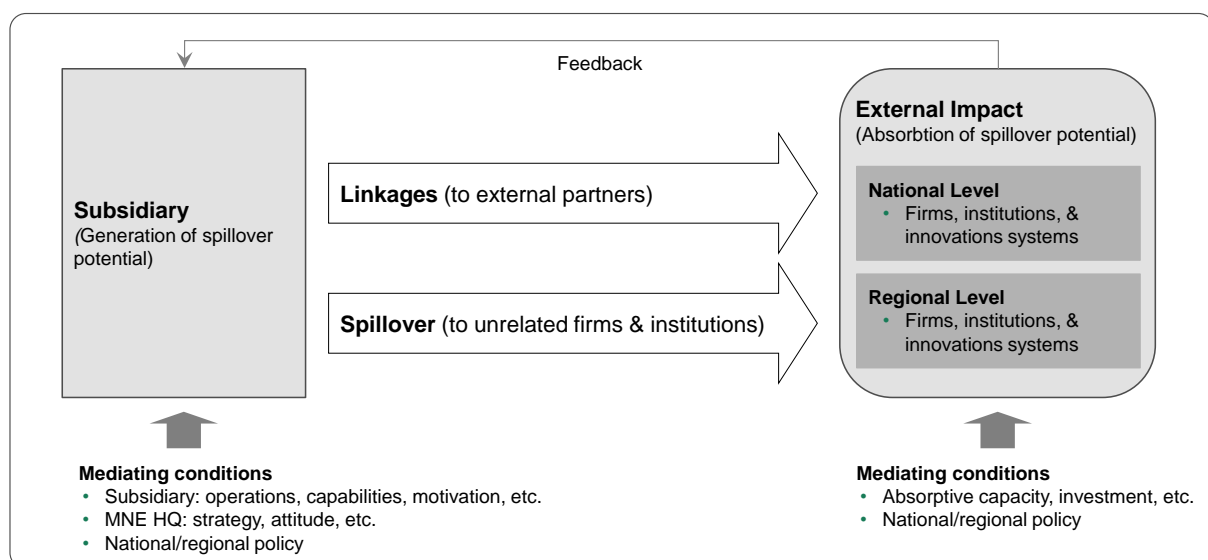 Feedback
Subsidiary
(Generation of spillover
potential)
Linkages (to external partners)
Spillover (to unrelated firms & institutions)
External Impact
(Absorbtion of spillover potential)
National Level
• Firms, institutions, &
innovations systems
Regional Level
• Firms, institutions, &
innovations systems
Mediating conditions
• Subsidiary: operations, capabilities, motivation, etc.
• MNE HQ: strategy, attitude, etc.
• National/regional policy
Mediating conditions
• Absorptive capacity, investment, etc.
• National/regional policy